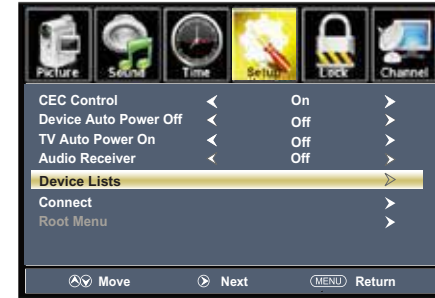 Picture Sound Time Setup Lock Channel
CEC Control On
Device Auto Power Off Off
TV Auto Power On Off
Audio Receiver Off
Device Lists
Connect
Root Menu
Move Next MENU Return